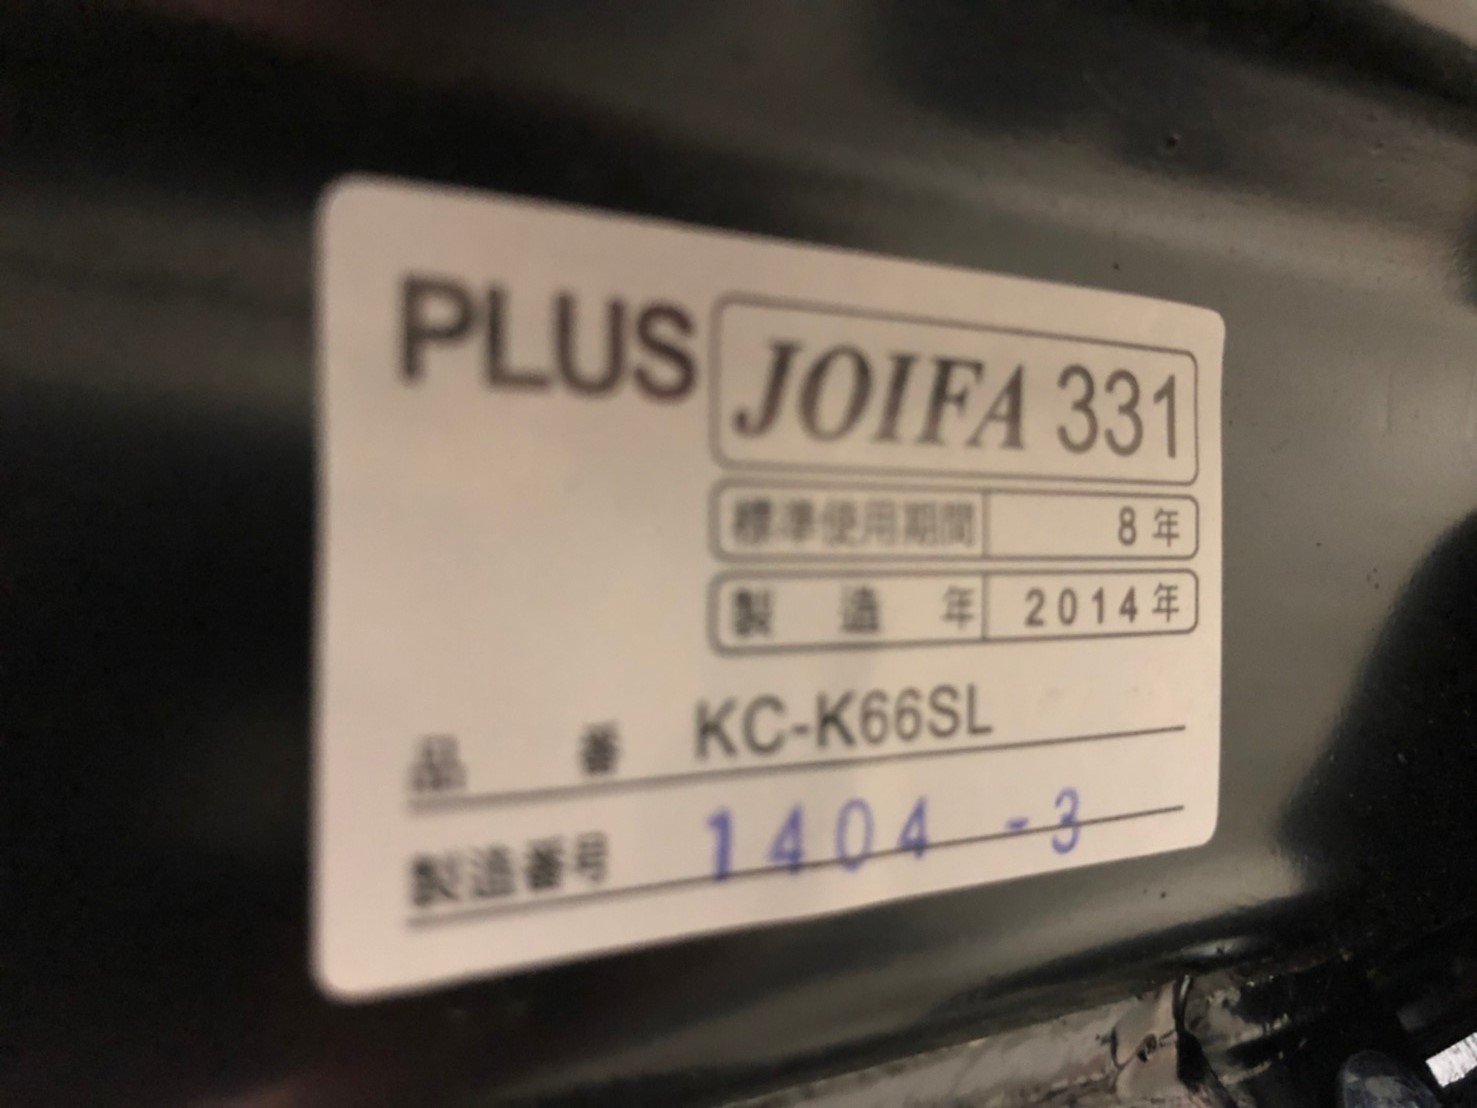 PLUS JOIFA 331
標準使用期間 8年
製造年 2014年
品番 KC-K66SL
製造番号 1404 -3